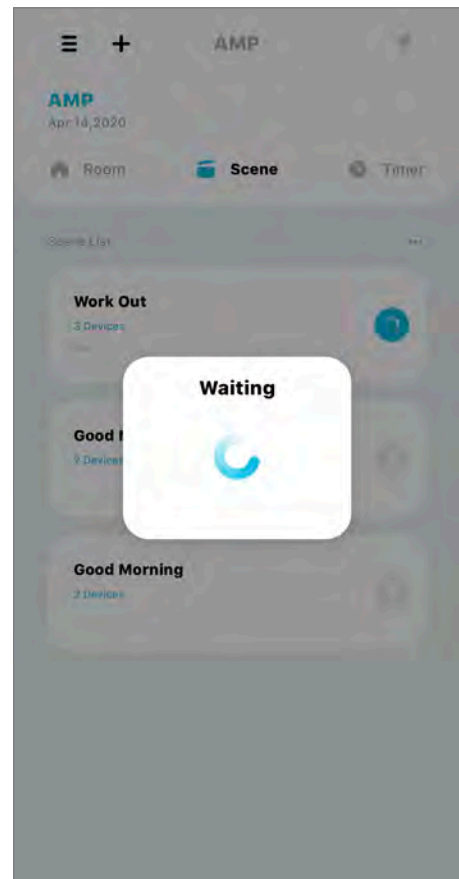 AMP
AMP
Apr 14,2020
Room Scene Timer
Scene List
Work Out
3 Devices
Waiting
Good
2 Devices
Good Morning
2 Devices